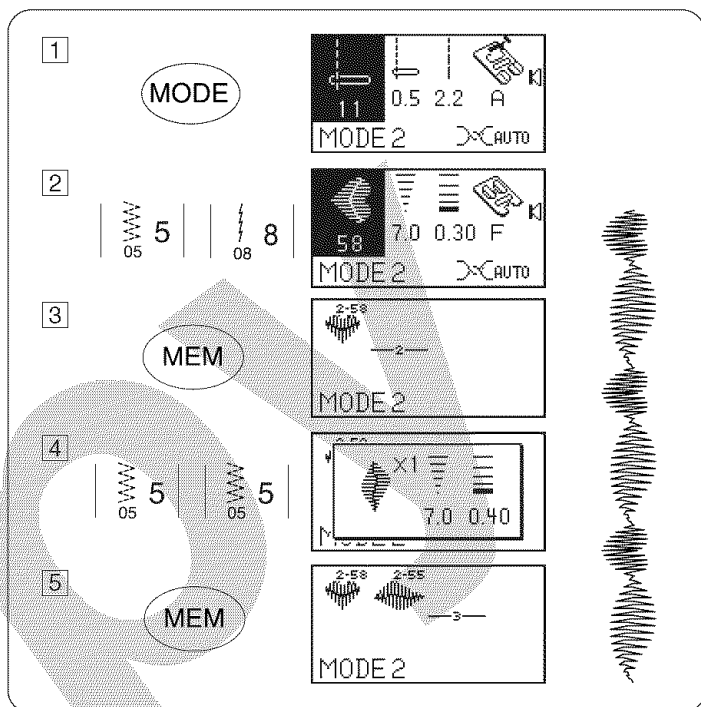 1
MODE
11 0.5 2.2 A
MODE 2 AUTO
2
5 8
05 08
58 7.0 0.30 F
MODE 2 AUTO
3
2-58
MEM
2
MODE 2
4
X1
5 5
05 05
7.0 0.40
5
2-58 2-55
MEM
3
MODE 2